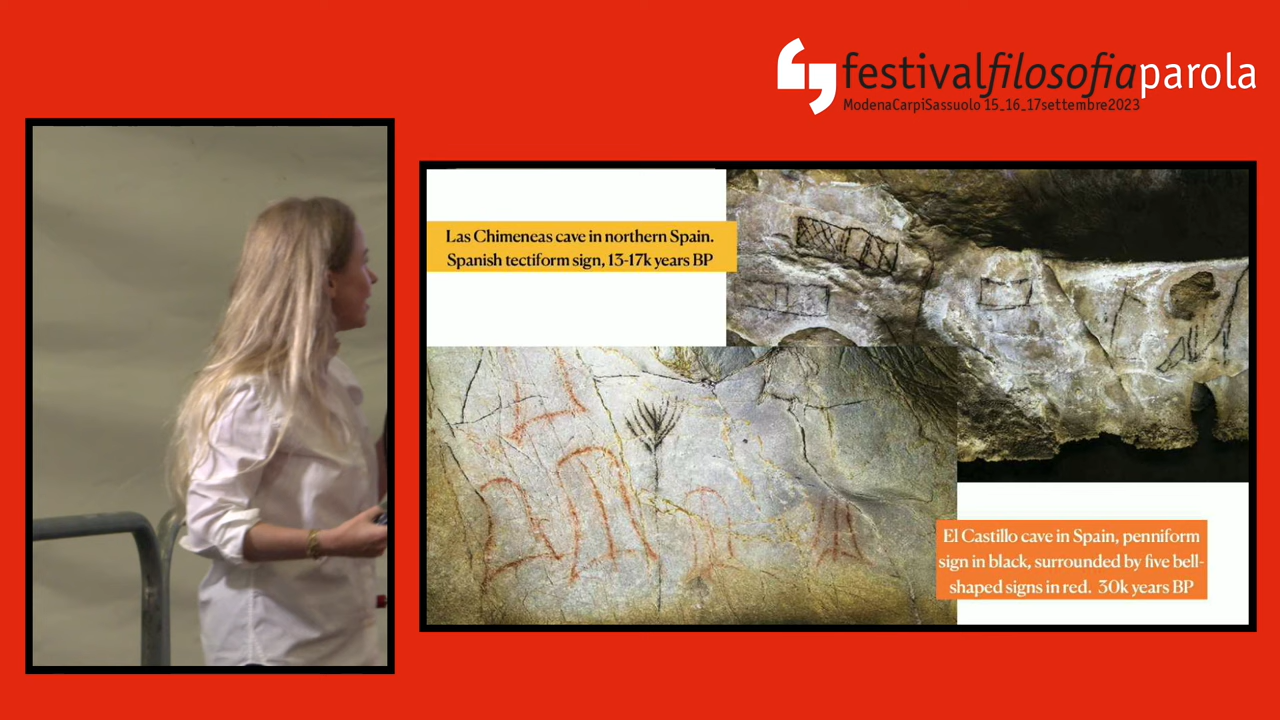 festivalfilosofiaparola
ModenaCarpiSassuolo 15_16_17settembre2023
Las Chimeneas cave in northern Spain.
Spanish tectiform sign, 13-17k years BP
El Castillo cave in Spain, penniform
sign in black, surrounded by five bell-
shaped signs in red. 30k years BP